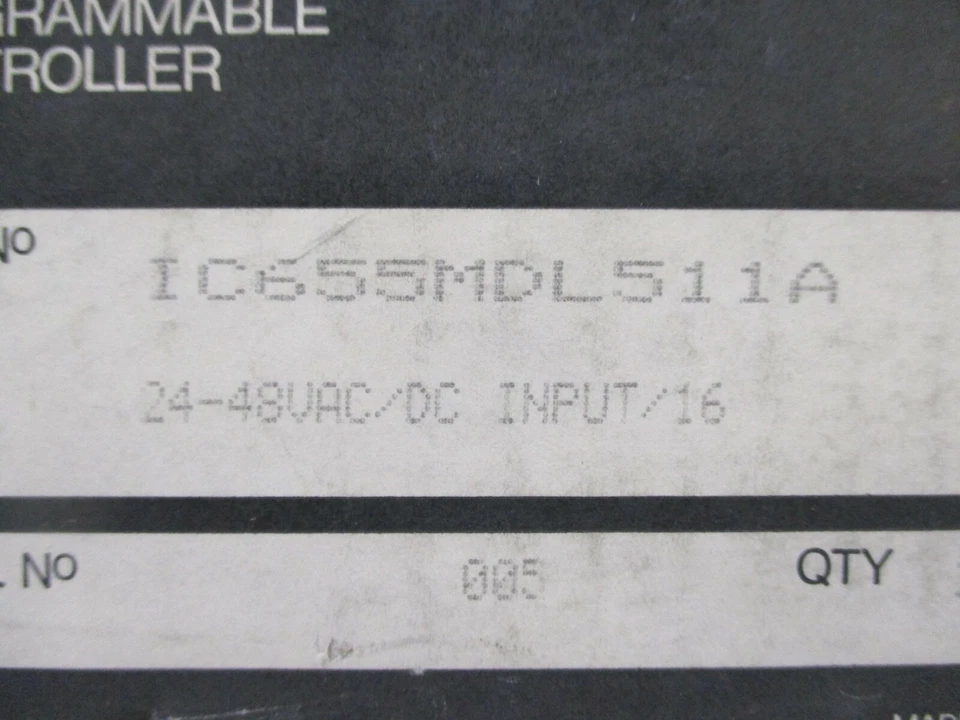 GRAMMABLE
TROLLER
No
IC655MDL511A
24-48VAC/DC INPUT/16
. No 005 QTY